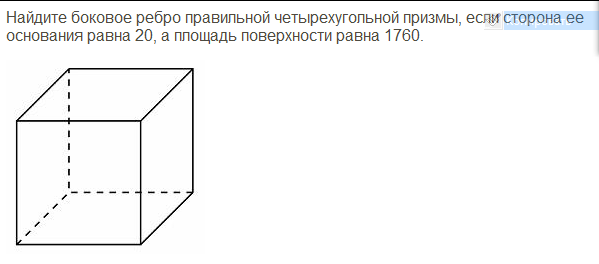 Найдите боковое ребро правильной четырехугольной призмы, если сторона ее
основания равна 20, а площадь поверхности равна 1760.